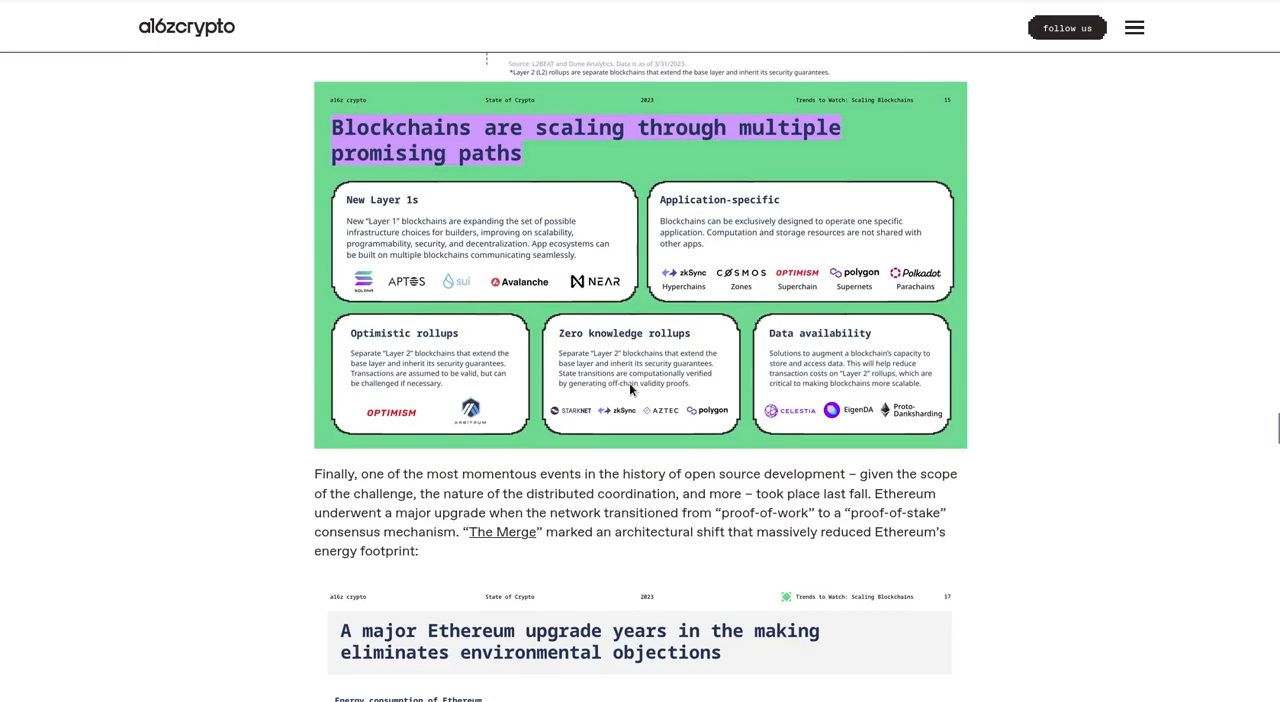 a16zcrypto
follow us
Source: L2BEAT and Dune Analytics. Data is as of 3/31/2023.
*Layer 2 (L2) rollups are separate blockchains that extend the base layer and inherit its security guarantees.
a16z crypto State of Crypto 2023 Trends to Watch: Scaling Blockchains 15
Blockchains are scaling through multiple
promising paths
New Layer 1s
New “Layer 1” blockchains are expanding the set of possible
infrastructure choices for builders, improving on scalability,
programmability, security, and decentralization. App ecosystems can
be built on multiple blockchains communicating seamlessly.
SOLANA APTOS sui Avalanche NEAR
Application-specific
Blockchains can be exclusively designed to operate one specific
application. Computation and storage resources are not shared with
other apps.
zkSync COSMOS OPTIMISM polygon Polkadot
Hyperchains Zones Superchain Supernets Parachains
Optimistic rollups
Separate “Layer 2” blockchains that extend the
base layer and inherit its security guarantees.
Transactions are assumed to be valid, but can
be challenged if necessary.
OPTIMISM ARBITRUM
Zero knowledge rollups
Separate “Layer 2” blockchains that extend the
base layer and inherit its security guarantees.
State transitions are computationally verified
by generating off-chain validity proofs.
STARKNET zkSync AZTEC polygon
Data availability
Solutions to augment a blockchain’s capacity to
store and access data. This will help reduce
transaction costs on “Layer 2” rollups, which are
critical to making blockchains more scalable.
CELESTIA EigenDA Proto-
Danksharding
Finally, one of the most momentous events in the history of open source development – given the scope
of the challenge, the nature of the distributed coordination, and more – took place last fall. Ethereum
underwent a major upgrade when the network transitioned from “proof-of-work” to a “proof-of-stake”
consensus mechanism. “The Merge” marked an architectural shift that massively reduced Ethereum’s
energy footprint:
a16z crypto State of Crypto 2023 Trends to Watch: Scaling Blockchains 17
A major Ethereum upgrade years in the making
eliminates environmental objections
Energy consumption of Ethereum